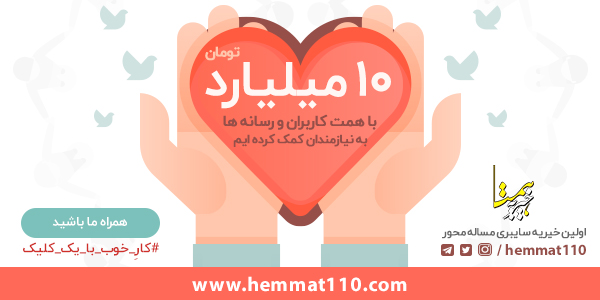 تومان
۱۰ میلیارد
با همت کاربران و رسانه ها
به نیازمندان کمک کرده ایم
همراه ما باشید
#کارِ_خوب_با_یک_کلیک
اولین خیریه سایبری مساله محور
/ hemmat110
www.hemmat110.com